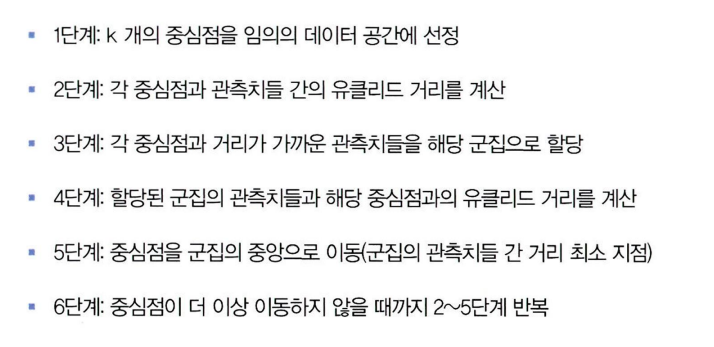 ▪ 1단계: k 개의 중심점을 임의의 데이터 공간에 선정
▪ 2단계: 각 중심점과 관측치들 간의 유클리드 거리를 계산
▪ 3단계: 각 중심점과 거리가 가까운 관측치들을 해당 군집으로 할당
▪ 4단계: 할당된 군집의 관측치들과 해당 중심점과의 유클리드 거리를 계산
▪ 5단계: 중심점을 군집의 중앙으로 이동(군집의 관측치들 간 거리 최소 지점)
▪ 6단계: 중심점이 더 이상 이동하지 않을 때까지 2~5단계 반복